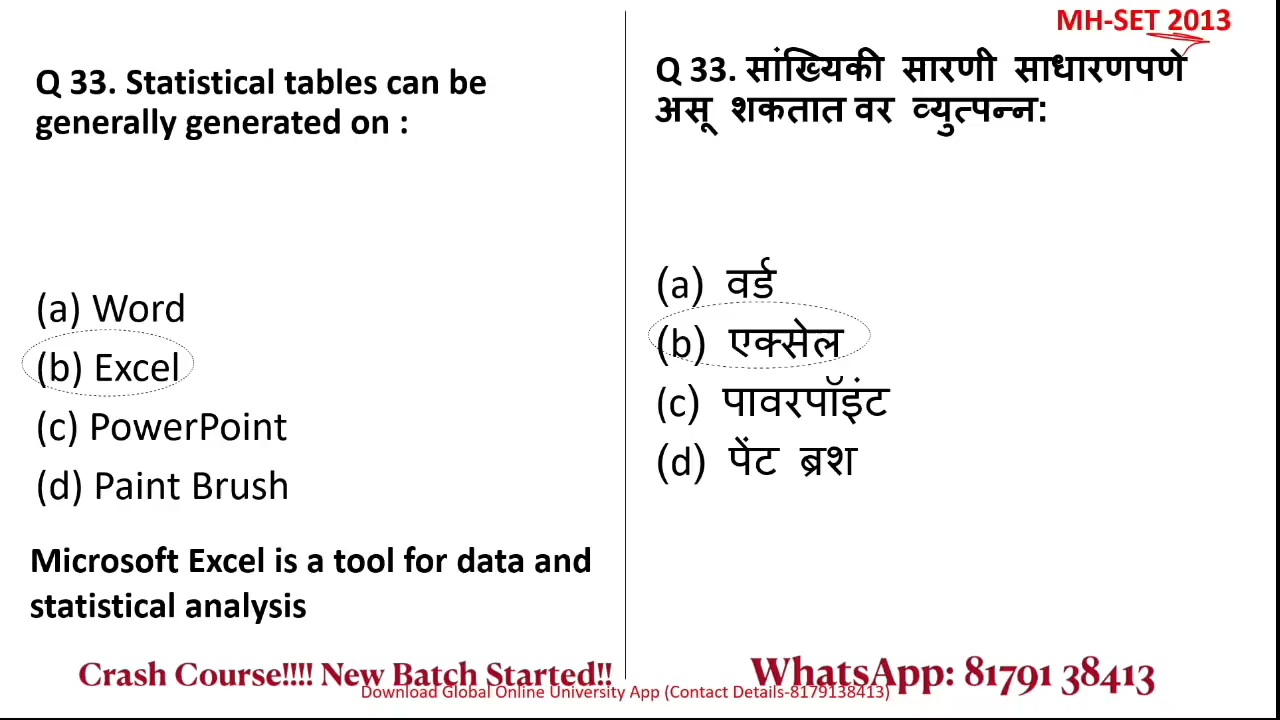 MH-SET 2013
Q 33. Statistical tables can be
generally generated on :
(a) Word
(b) Excel
(c) PowerPoint
(d) Paint Brush
Microsoft Excel is a tool for data and
statistical analysis
Q 33. सांख्यिकी सारणी साधारणपणे
असू शकतात वर व्युत्पन्न:
(a) वर्ड
(b) एक्सेल
(c) पावरपॉइंट
(d) पेंट ब्रश
Crash Course!!!! New Batch Started!!
WhatsApp: 81791 38413
Download Global Online University App (Contact Details-8179138413)